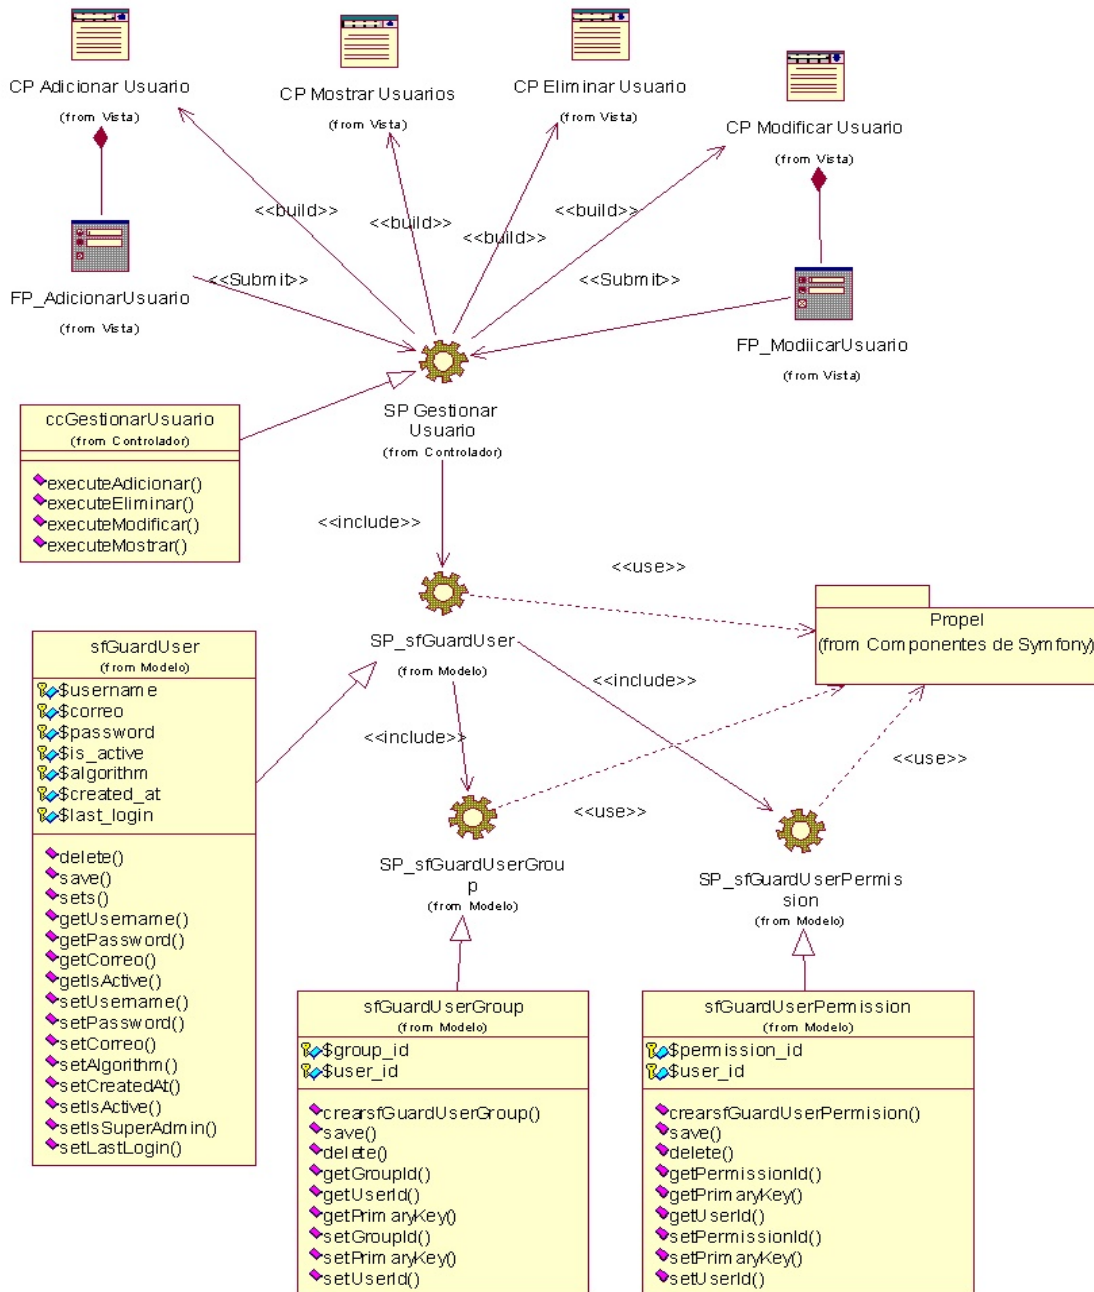 CP Adicionar Usuario
(from Vista)
CP Mostrar Usuarios
(from Vista)
CP Eliminar Usuario
(from Vista)
CP Modificar Usuario
(from Vista)
<<build>>
<<build>>
<<build>>
<<build>>
<<Submit>>
<<Submit>>
FP_AdicionarUsuario
(from Vista)
FP_ModiicarUsuario
(from Vista)
SP Gestionar
Usuario
(from Controlador)
ccGestionarUsuario
(from Controlador)
executeAdicionar()
executeEliminar()
executeModificar()
executeMostrar()
<<include>>
<<use>>
SP_sfGuardUser
(from Modelo)
Propel
(from Componentes de Symfony)
<<include>>
<<include>>
<<use>>
<<use>>
sfGuardUser
(from Modelo)
$username
$correo
$password
$is_active
$algorithm
$created_at
$last_login
delete()
save()
sets()
getUsername()
getPassword()
getCorreo()
getIsActive()
setUsername()
setPassword()
setCorreo()
setAlgorithm()
setCreatedAt()
setIsActive()
setIsSuperAdmin()
setLastLogin()
SP_sfGuardUserGrou
p
(from Modelo)
SP_sfGuardUserPermis
sion
(from Modelo)
sfGuardUserGroup
(from Modelo)
$group_id
$user_id
crearsfGuardUserGroup()
save()
delete()
getGroupId()
getUserId()
getPrimaryKey()
setGroupId()
setPrimaryKey()
setUserId()
sfGuardUserPermission
(from Modelo)
$permission_id
$user_id
crearsfGuardUserPermision()
save()
delete()
getPermissionId()
getPrimaryKey()
getUserId()
setPermissionId()
setPrimaryKey()
setUserId()